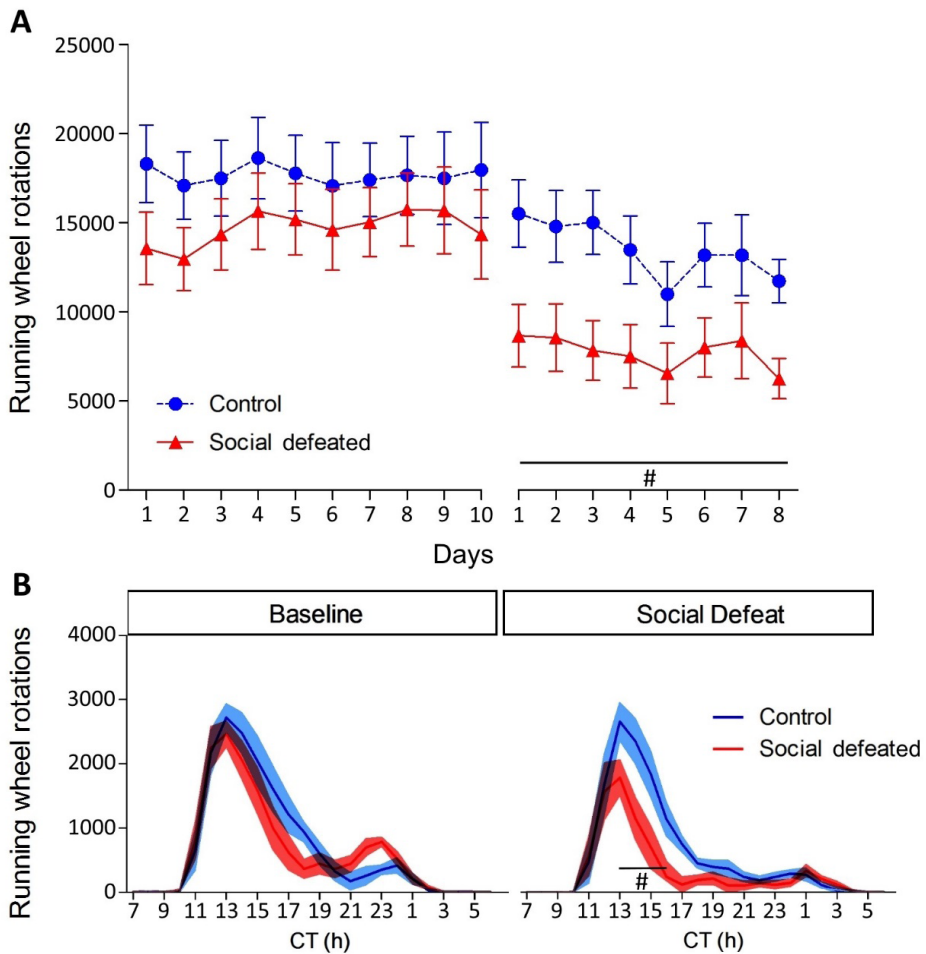 A
Running wheel rotations
25000
20000
15000
10000
5000
0
Control
Social defeated
#
1 2 3 4 5 6 7 8 9 10 1 2 3 4 5 6 7 8
Days
B
Baseline Social Defeat
Running wheel rotations
4000
3000
2000
1000
0
Control
Social defeated
#
7 9 11 13 15 17 19 21 23 1 3 5 7 9 11 13 15 17 19 21 23 1 3 5
CT (h) CT (h)